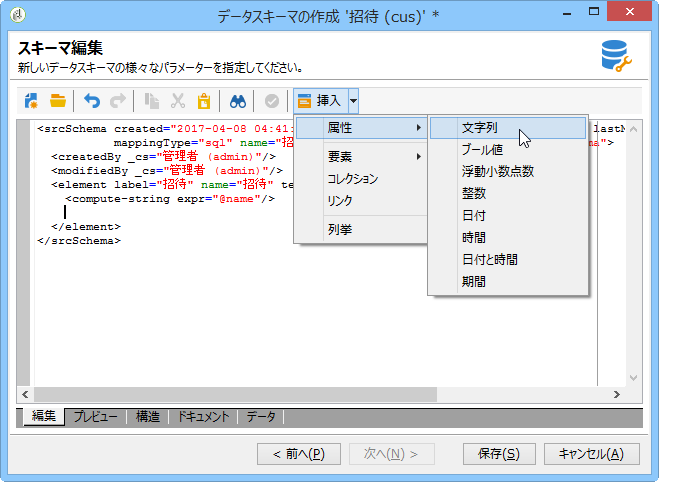 データスキーマの作成 '招待 (cus)' *
スキーマ編集
新しいデータスキーマの様々なパラメーターを指定してください。
挿入
<srcSchema created="2017-04-08 04:41: lastM
mappingType="sql" name="招 ma">
<createdBy _cs="管理者 (admin)"/>
<modifiedBy _cs="管理者 (admin)"/>
<element label="招待" name="招待" te
<compute-string expr="@name"/>
</element>
</srcSchema>
属性
要素
コレクション
リンク
列挙
文字列
ブール値
浮動小数点数
整数
日付
時間
日付と時間
期間
編集 プレビュー 構造 ドキュメント データ
< 前へ(P) 次へ(N) > 保存(S) キャンセル(A)